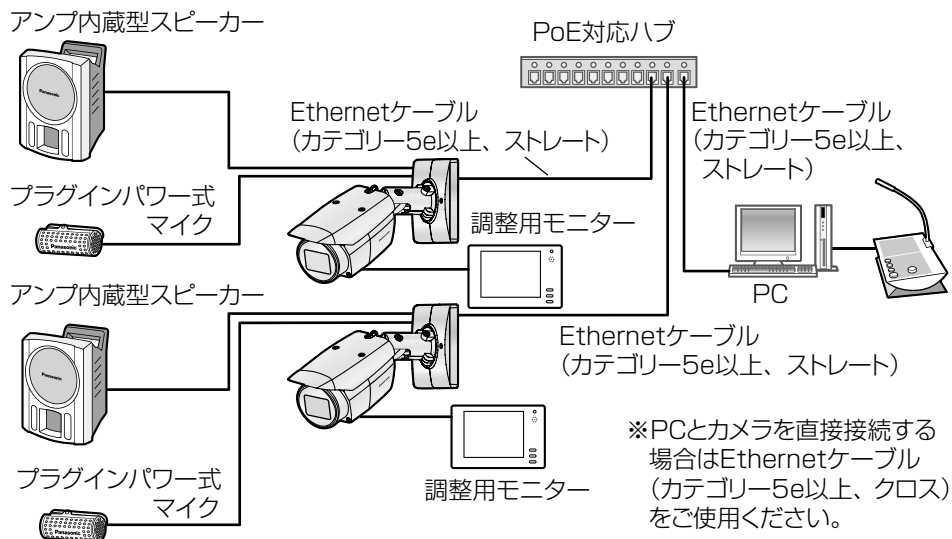 アンプ内蔵型スピーカー
PoE対応ハブ
Panasonic
Ethernetケーブル
（カテゴリー5e以上、ストレート）
Ethernetケーブル
（カテゴリー5e以上、
ストレート）
プラグインパワー式
マイク
Panasonic
調整用モニター
PC
アンプ内蔵型スピーカー
Ethernetケーブル
（カテゴリー5e以上、ストレート）
Panasonic
プラグインパワー式
マイク
Panasonic
調整用モニター
※PCとカメラを直接接続する
場合はEthernetケーブル
（カテゴリー5e以上、クロス）
をご使用ください。